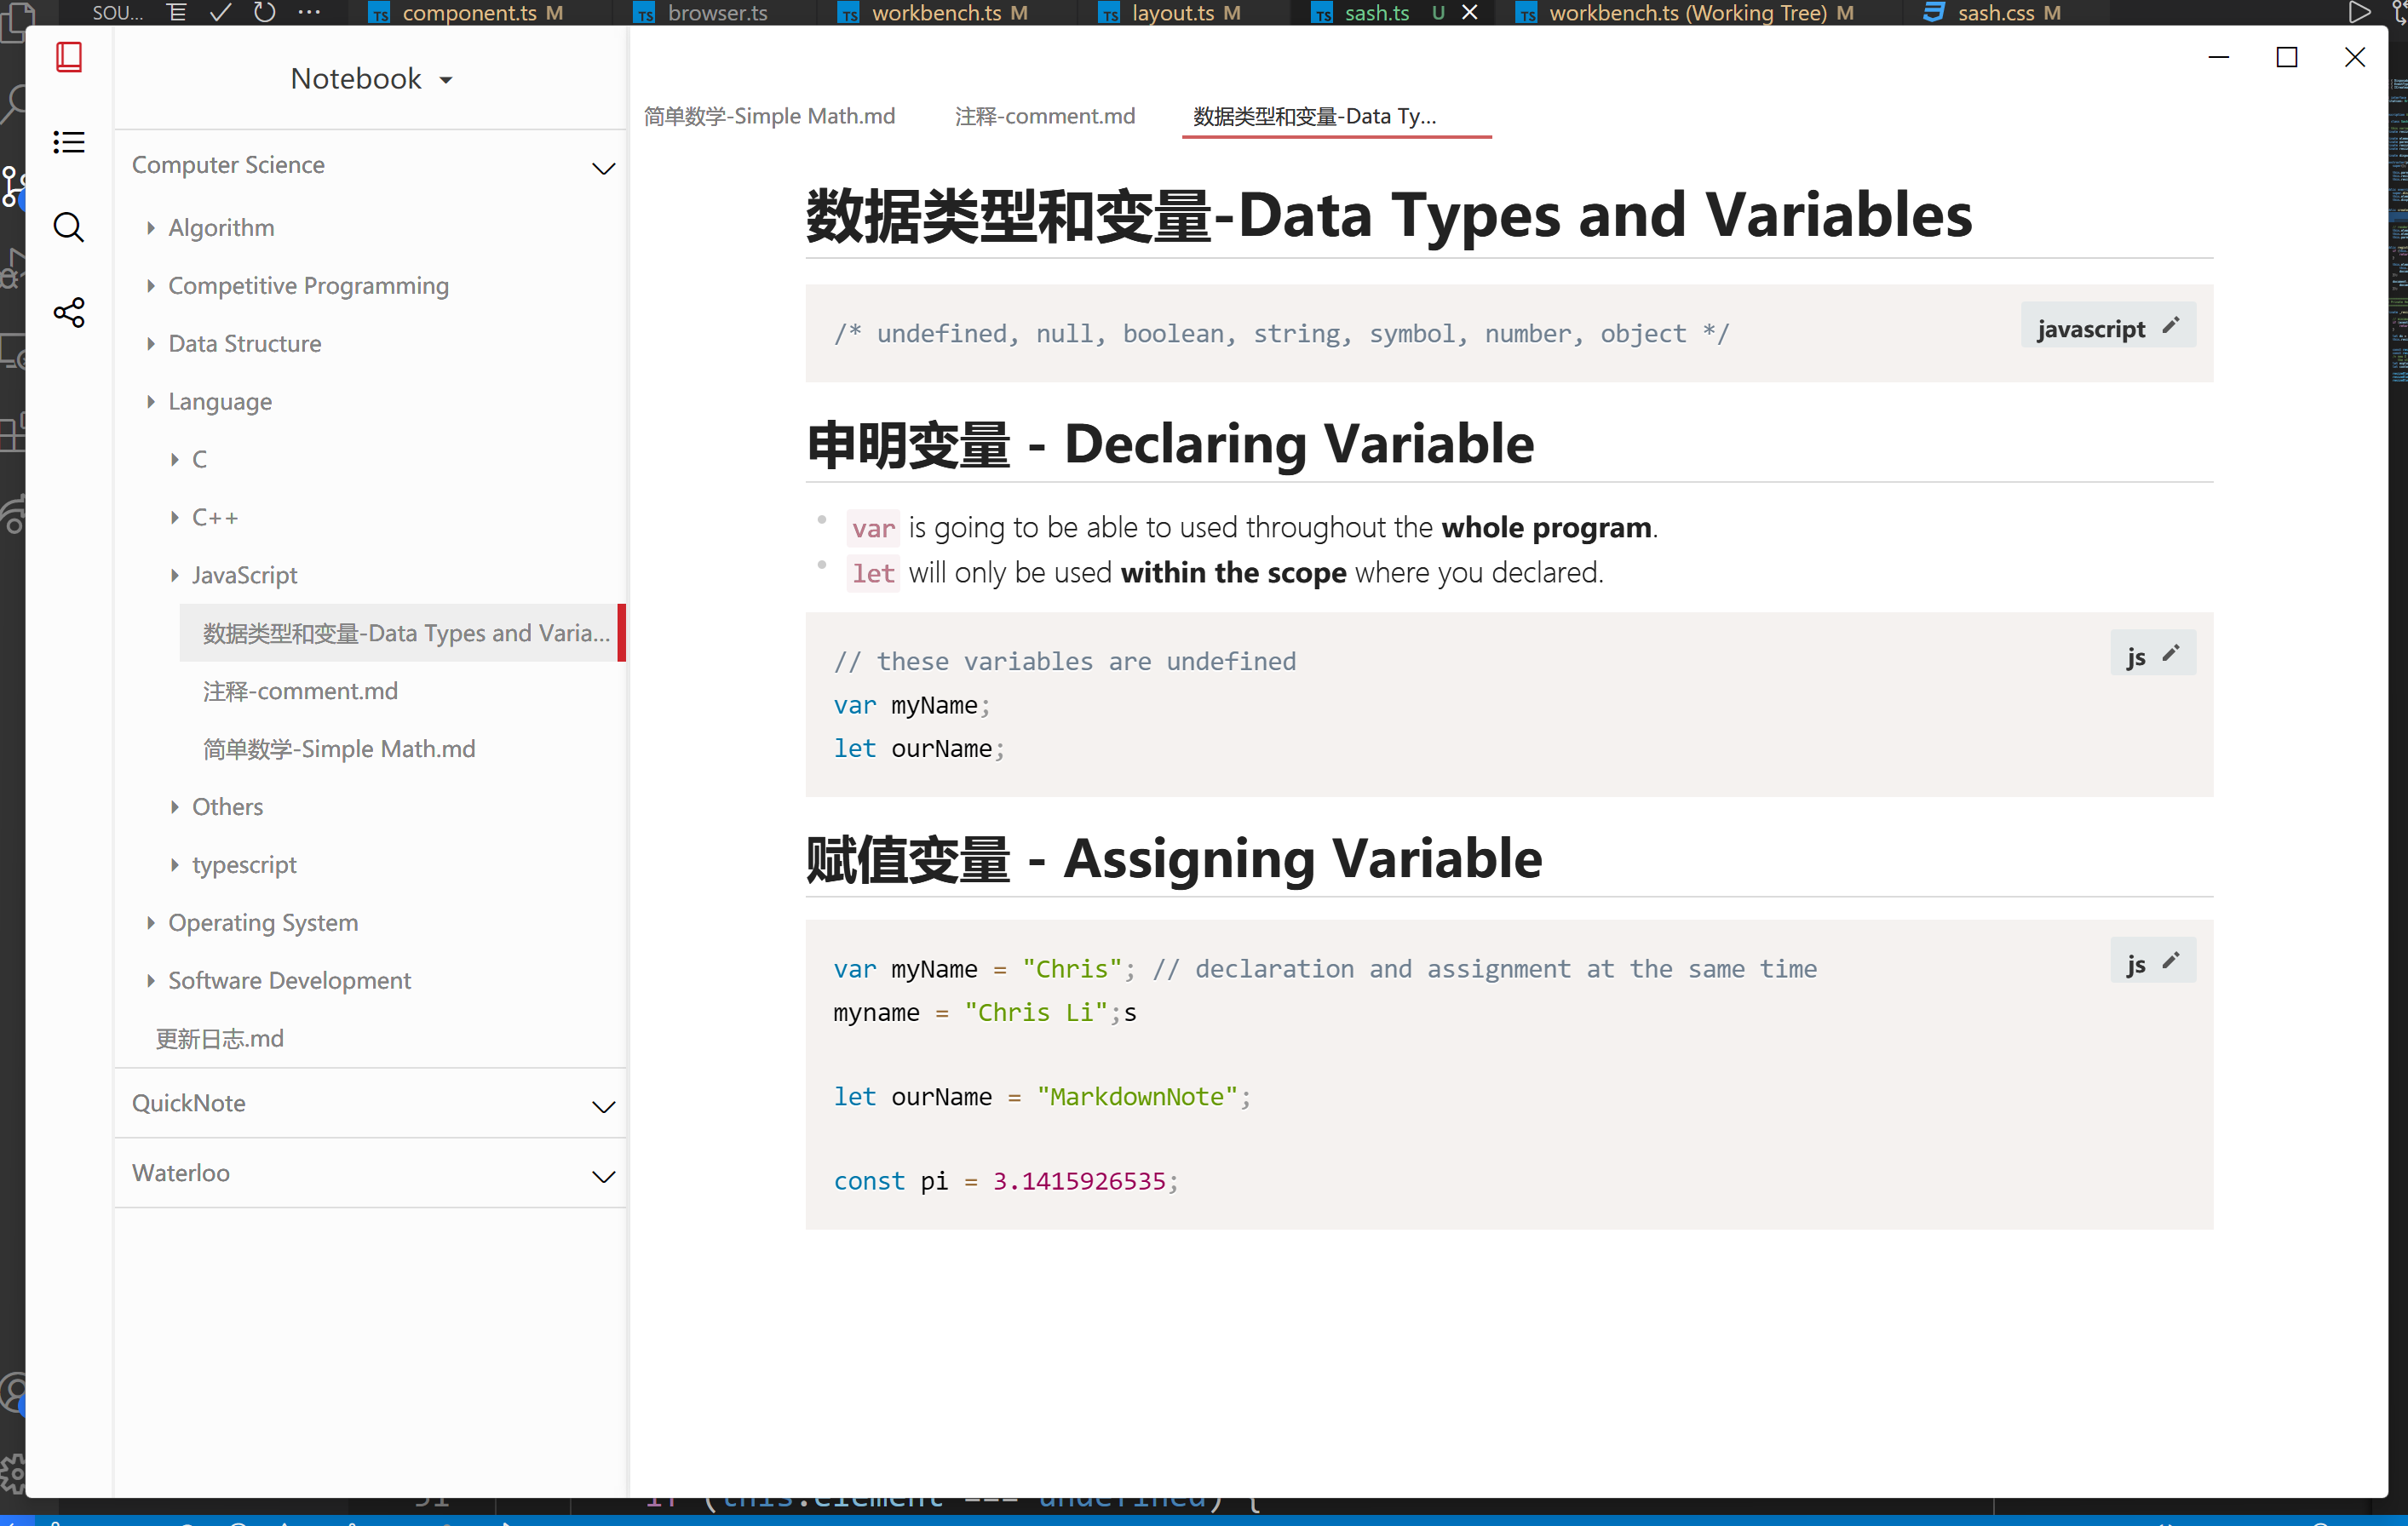 SOU...
component.ts M
browser.ts
workbench.ts M
layout.ts M
sash.ts U
workbench.ts (Working Tree) M
sash.css M
Notebook
Computer Science
Algorithm
Competitive Programming
Data Structure
Language
C
C++
JavaScript
数据类型和变量-Data Types and Varia...
注释-comment.md
简单数学-Simple Math.md
Others
typescript
Operating System
Software Development
更新日志.md
QuickNote
Waterloo
简单数学-Simple Math.md
注释-comment.md
数据类型和变量-Data Ty...
数据类型和变量-Data Types and Variables
/* undefined, null, boolean, string, symbol, number, object */
javascript
申明变量 - Declaring Variable
var is going to be able to used throughout the whole program.
let will only be used within the scope where you declared.
// these variables are undefined
js
var myName;
let ourName;
赋值变量 - Assigning Variable
var myName = "Chris"; // declaration and assignment at the same time
js
myname = "Chris Li";s
let ourName = "MarkdownNote";
const pi = 3.1415926535;
if (this.element === undefined) {